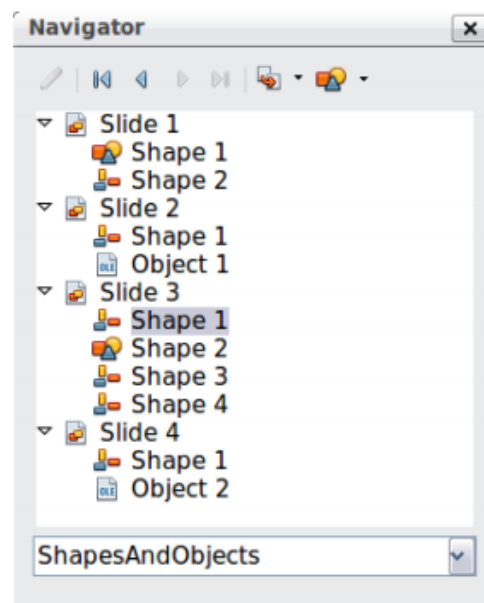 Navigator
Slide 1
Shape 1
Shape 2
Slide 2
Shape 1
Object 1
Slide 3
Shape 1
Shape 2
Shape 3
Shape 4
Slide 4
Shape 1
Object 2
ShapesAndObjects